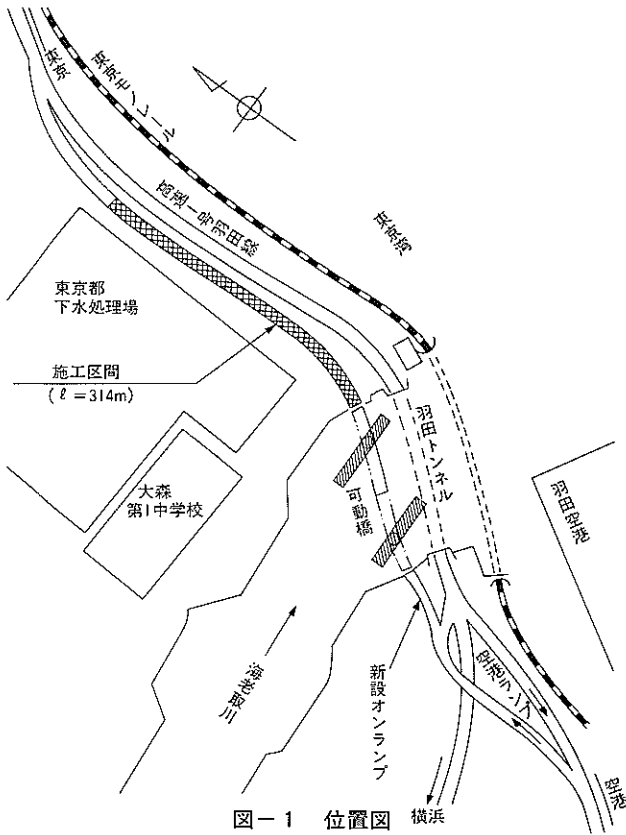 東京
東京モノレール
高速一号羽田線
東京湾
東京都
下水処理場
施工区間
(ℓ=314m)
大森
第1中学校
可動橋
羽田トンネル
羽田空港
海老取川
新設オンランプ
空港ランプ
空港
横浜
図－1 位置図